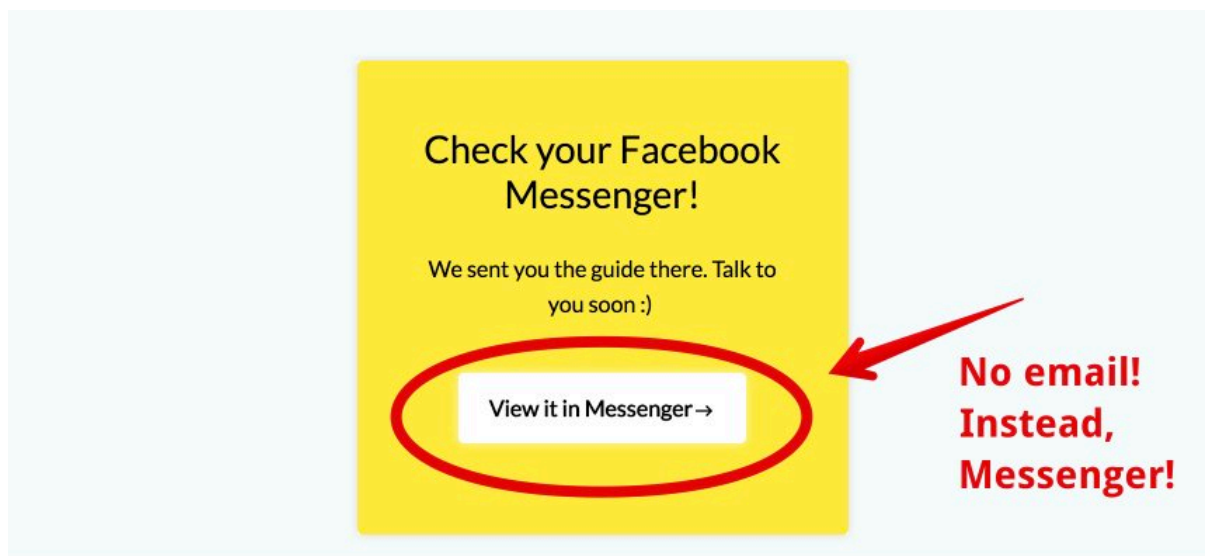 Check your Facebook
Messenger!
We sent you the guide there. Talk to
you soon :)
View it in Messenger→
No email!
Instead,
Messenger!